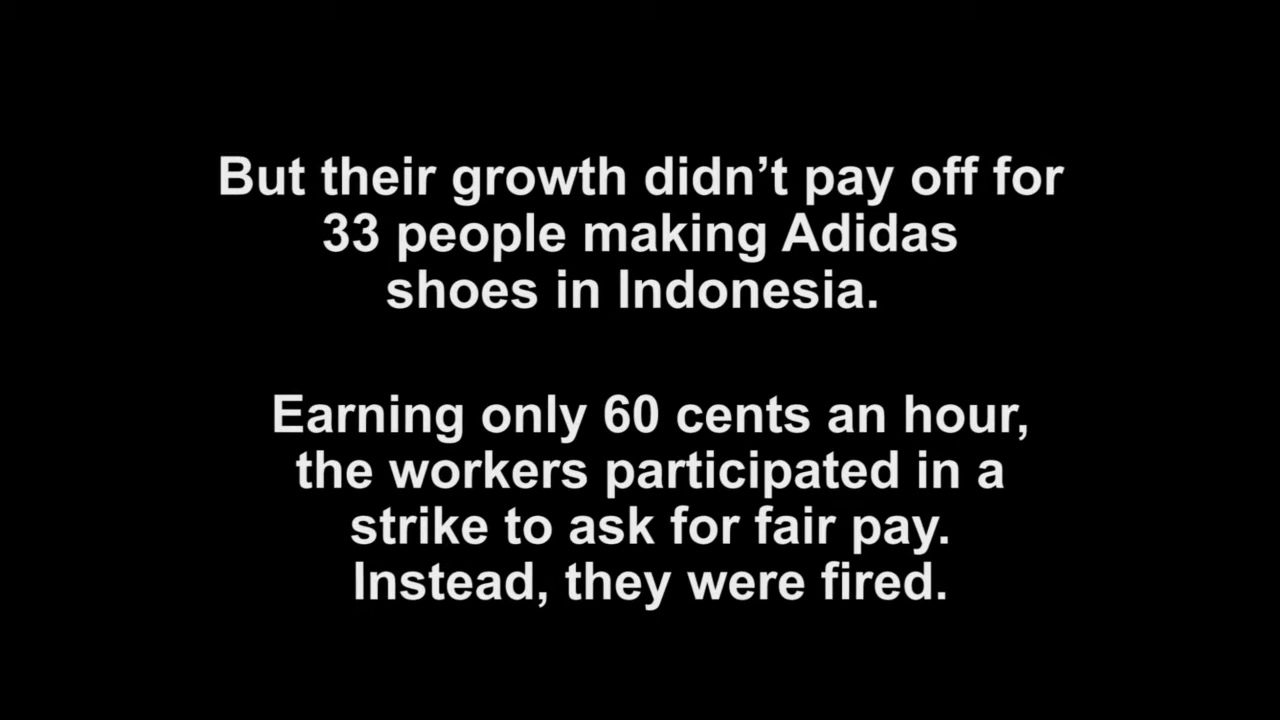 But their growth didn’t pay off for
33 people making Adidas
shoes in Indonesia.
Earning only 60 cents an hour,
the workers participated in a
strike to ask for fair pay.
Instead, they were fired.